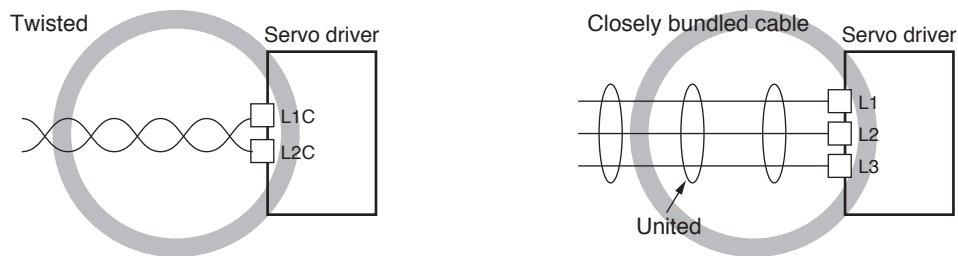 Twisted
Servo driver
L1C
L2C
Closely bundled cable
Servo driver
L1
L2
L3
United